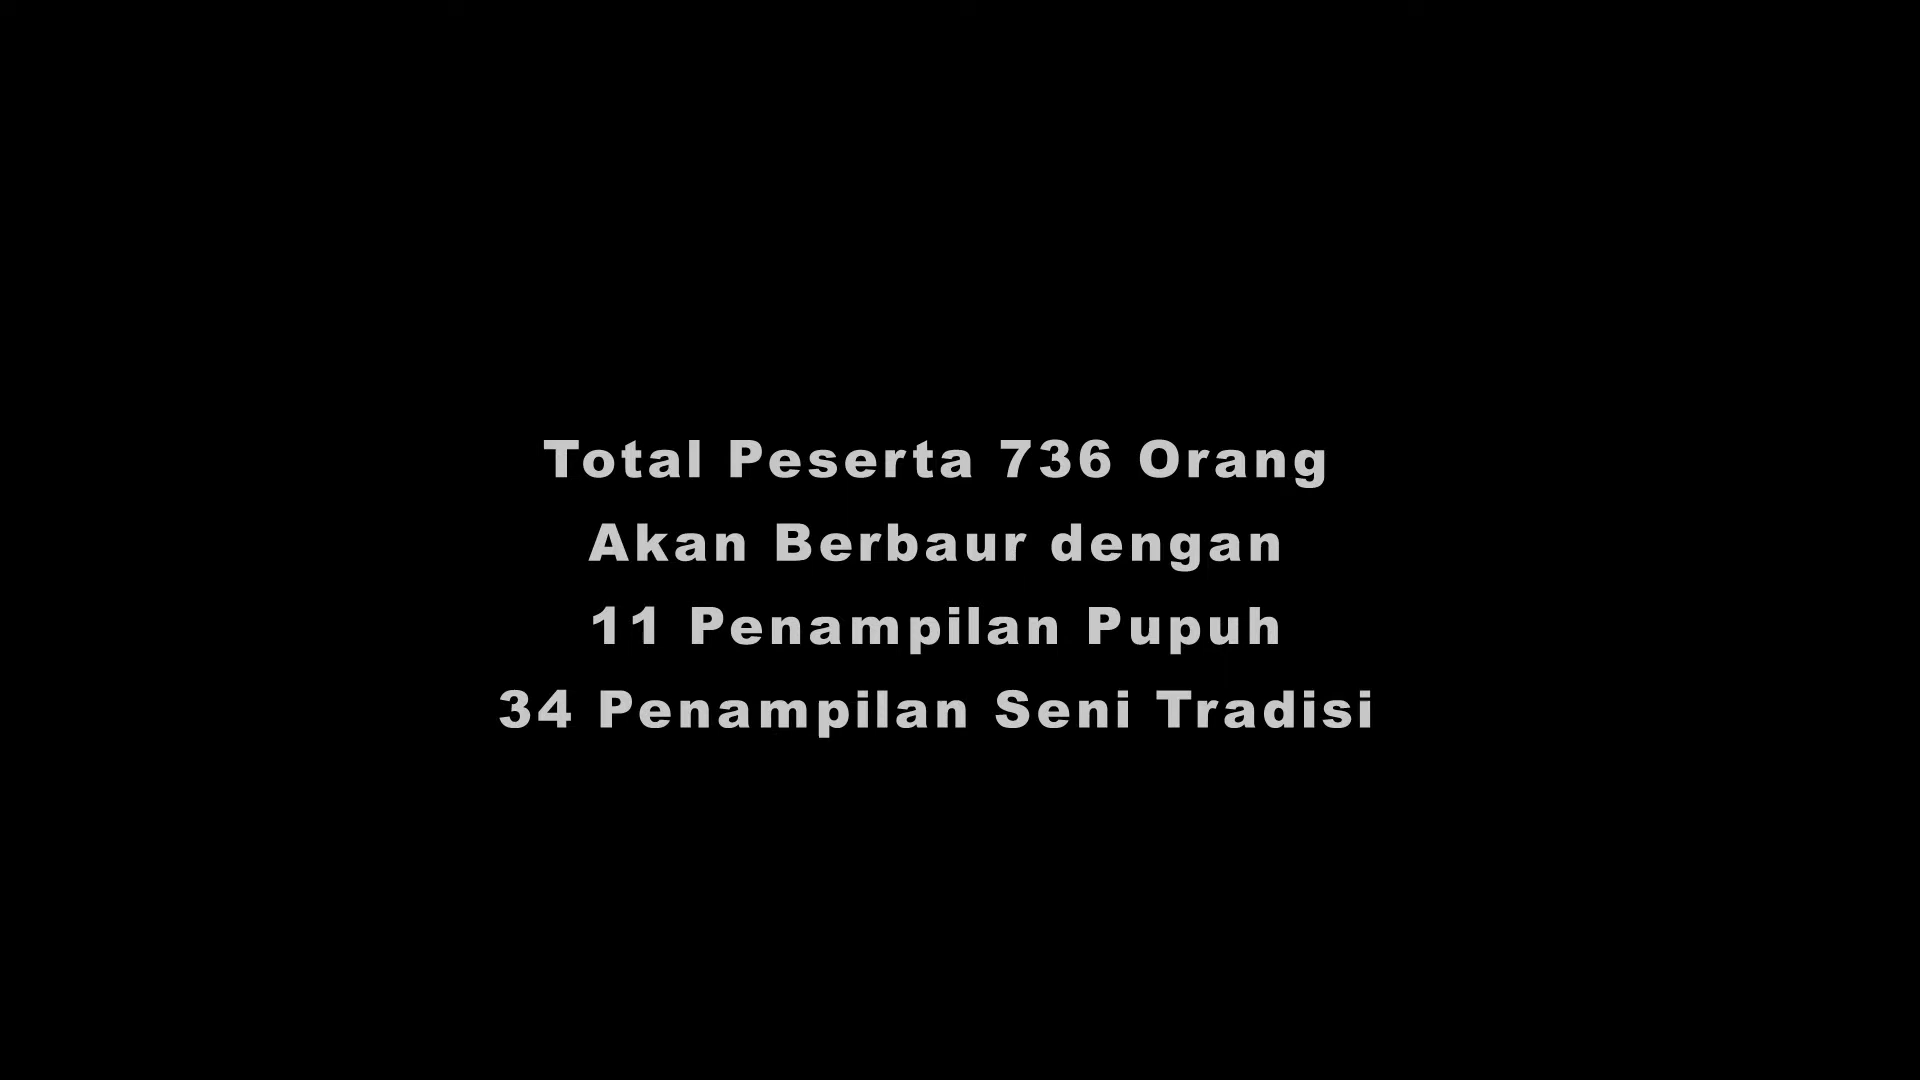 Total Peserta 736 Orang
Akan Berbaur dengan
11 Penampilan Pupuh
34 Penampilan Seni Tradisi